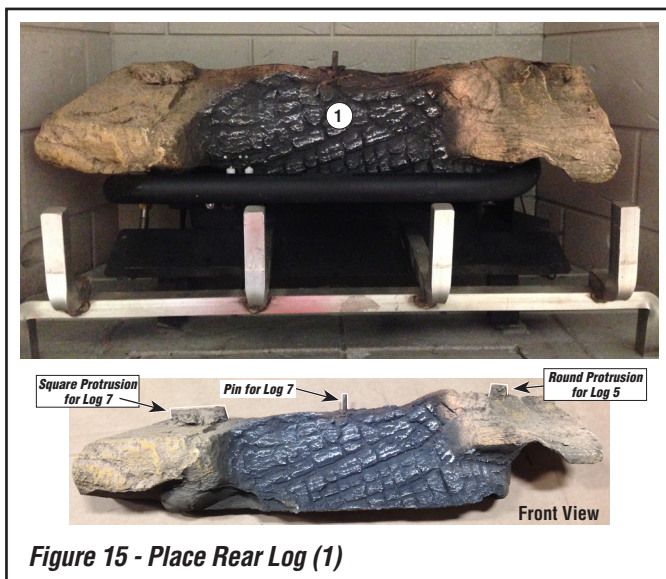 1
Square Protrusion
for Log 7
Pin for Log 7
Round Protrusion
for Log 5
Front View
Figure 15 - Place Rear Log (1)